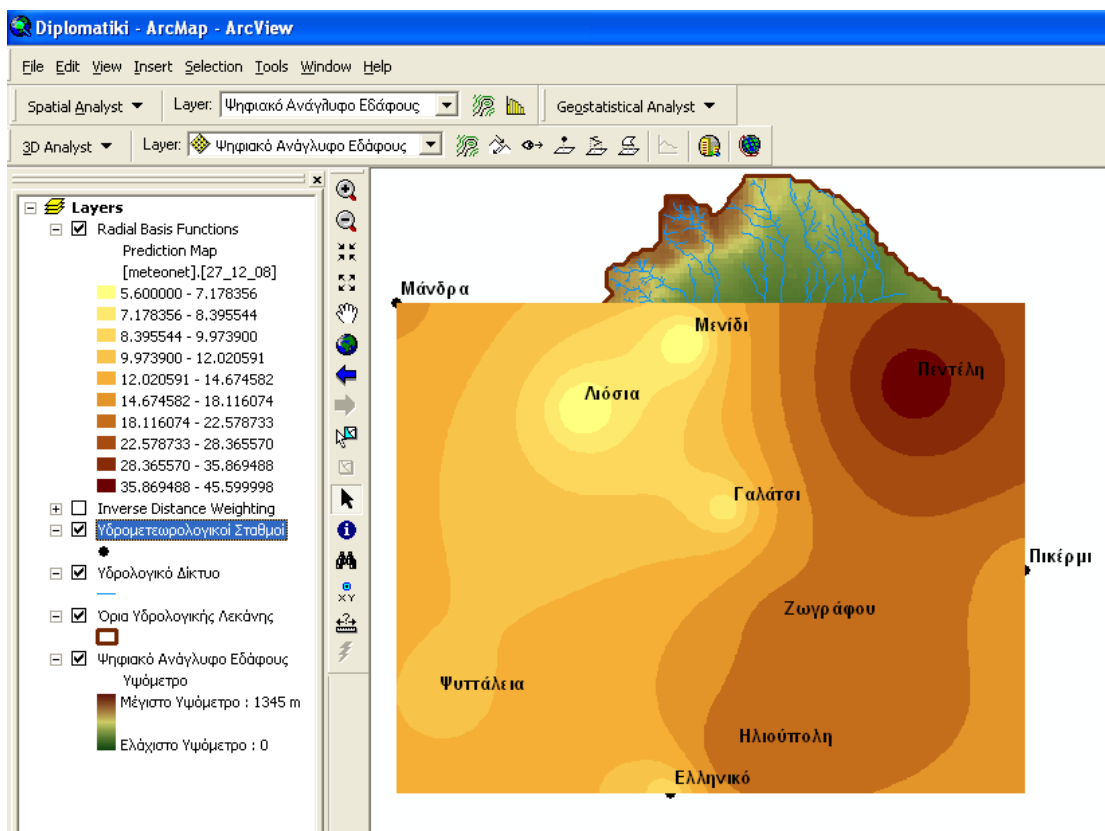 Diplomatiki - ArcMap - ArcView
File Edit View Insert Selection Tools Window Help
Spatial Analyst Layer: Ψηφιακό Ανάγλυφο Εδάφους Geostatistical Analyst
3D Analyst Layer: Ψηφιακό Ανάγλυφο Εδάφους
Layers
Radial Basis Functions
Prediction Map
[meteonet].[27_12_08]
5.600000 - 7.178356
7.178356 - 8.395544
8.395544 - 9.973900
9.973900 - 12.020591
12.020591 - 14.674582
14.674582 - 18.116074
18.116074 - 22.578733
22.578733 - 28.365570
28.365570 - 35.869488
35.869488 - 45.599998
Inverse Distance Weighting
Υδρομετεωρολογικοί Σταθμοί
Υδρολογικό Δίκτυο
Όρια Υδρολογικής Λεκάνης
Ψηφιακό Ανάγλυφο Εδάφους
Υψόμετρο
Μέγιστο Υψόμετρο : 1345 m
Ελάχιστο Υψόμετρο : 0
XY
Μάνδρα
Μενίδι
Πεντέλη
Λιόσια
Γαλάτσι
Πικέρμι
Ζωγράφου
Ψυττάλεια
Ηλιούπολη
Ελληνικό